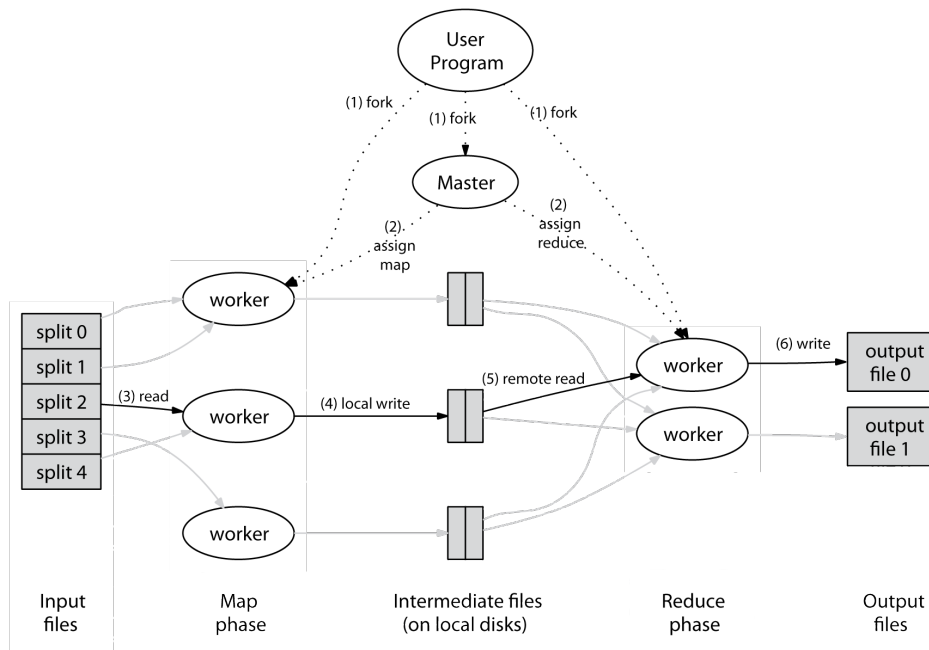 User
Program
(1) fork
(1) fork
(1) fork
Master
(2)
assign
map
(2)
assign
reduce
worker
split 0
split 1
split 2
split 3
split 4
(3) read
worker
(4) local write
(5) remote read
worker
(6) write
output
file 0
worker
output
file 1
worker
Input
files
Map
phase
Intermediate files
(on local disks)
Reduce
phase
Output
files